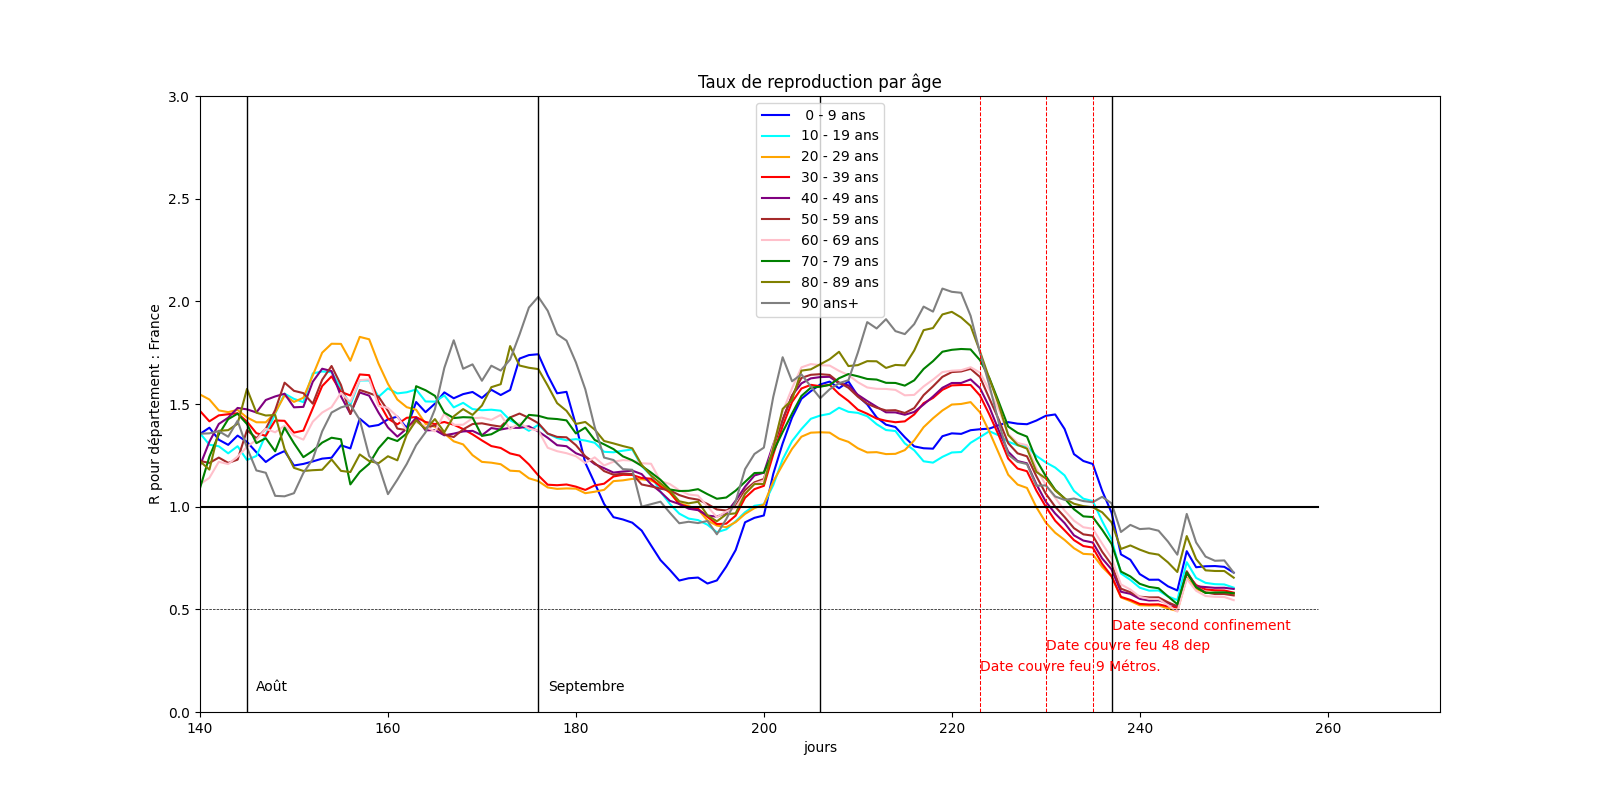 Taux de reproduction par âge
R pour département : France
3.0
2.5
2.0
1.5
1.0
0.5
0.0
0 - 9 ans
10 - 19 ans
20 - 29 ans
30 - 39 ans
40 - 49 ans
50 - 59 ans
60 - 69 ans
70 - 79 ans
80 - 89 ans
90 ans+
Date second confinement
Date couvre feu 48 dep
Date couvre feu 9 Métros.
Août
Septembre
140
160
180
200
220
240
260
jours